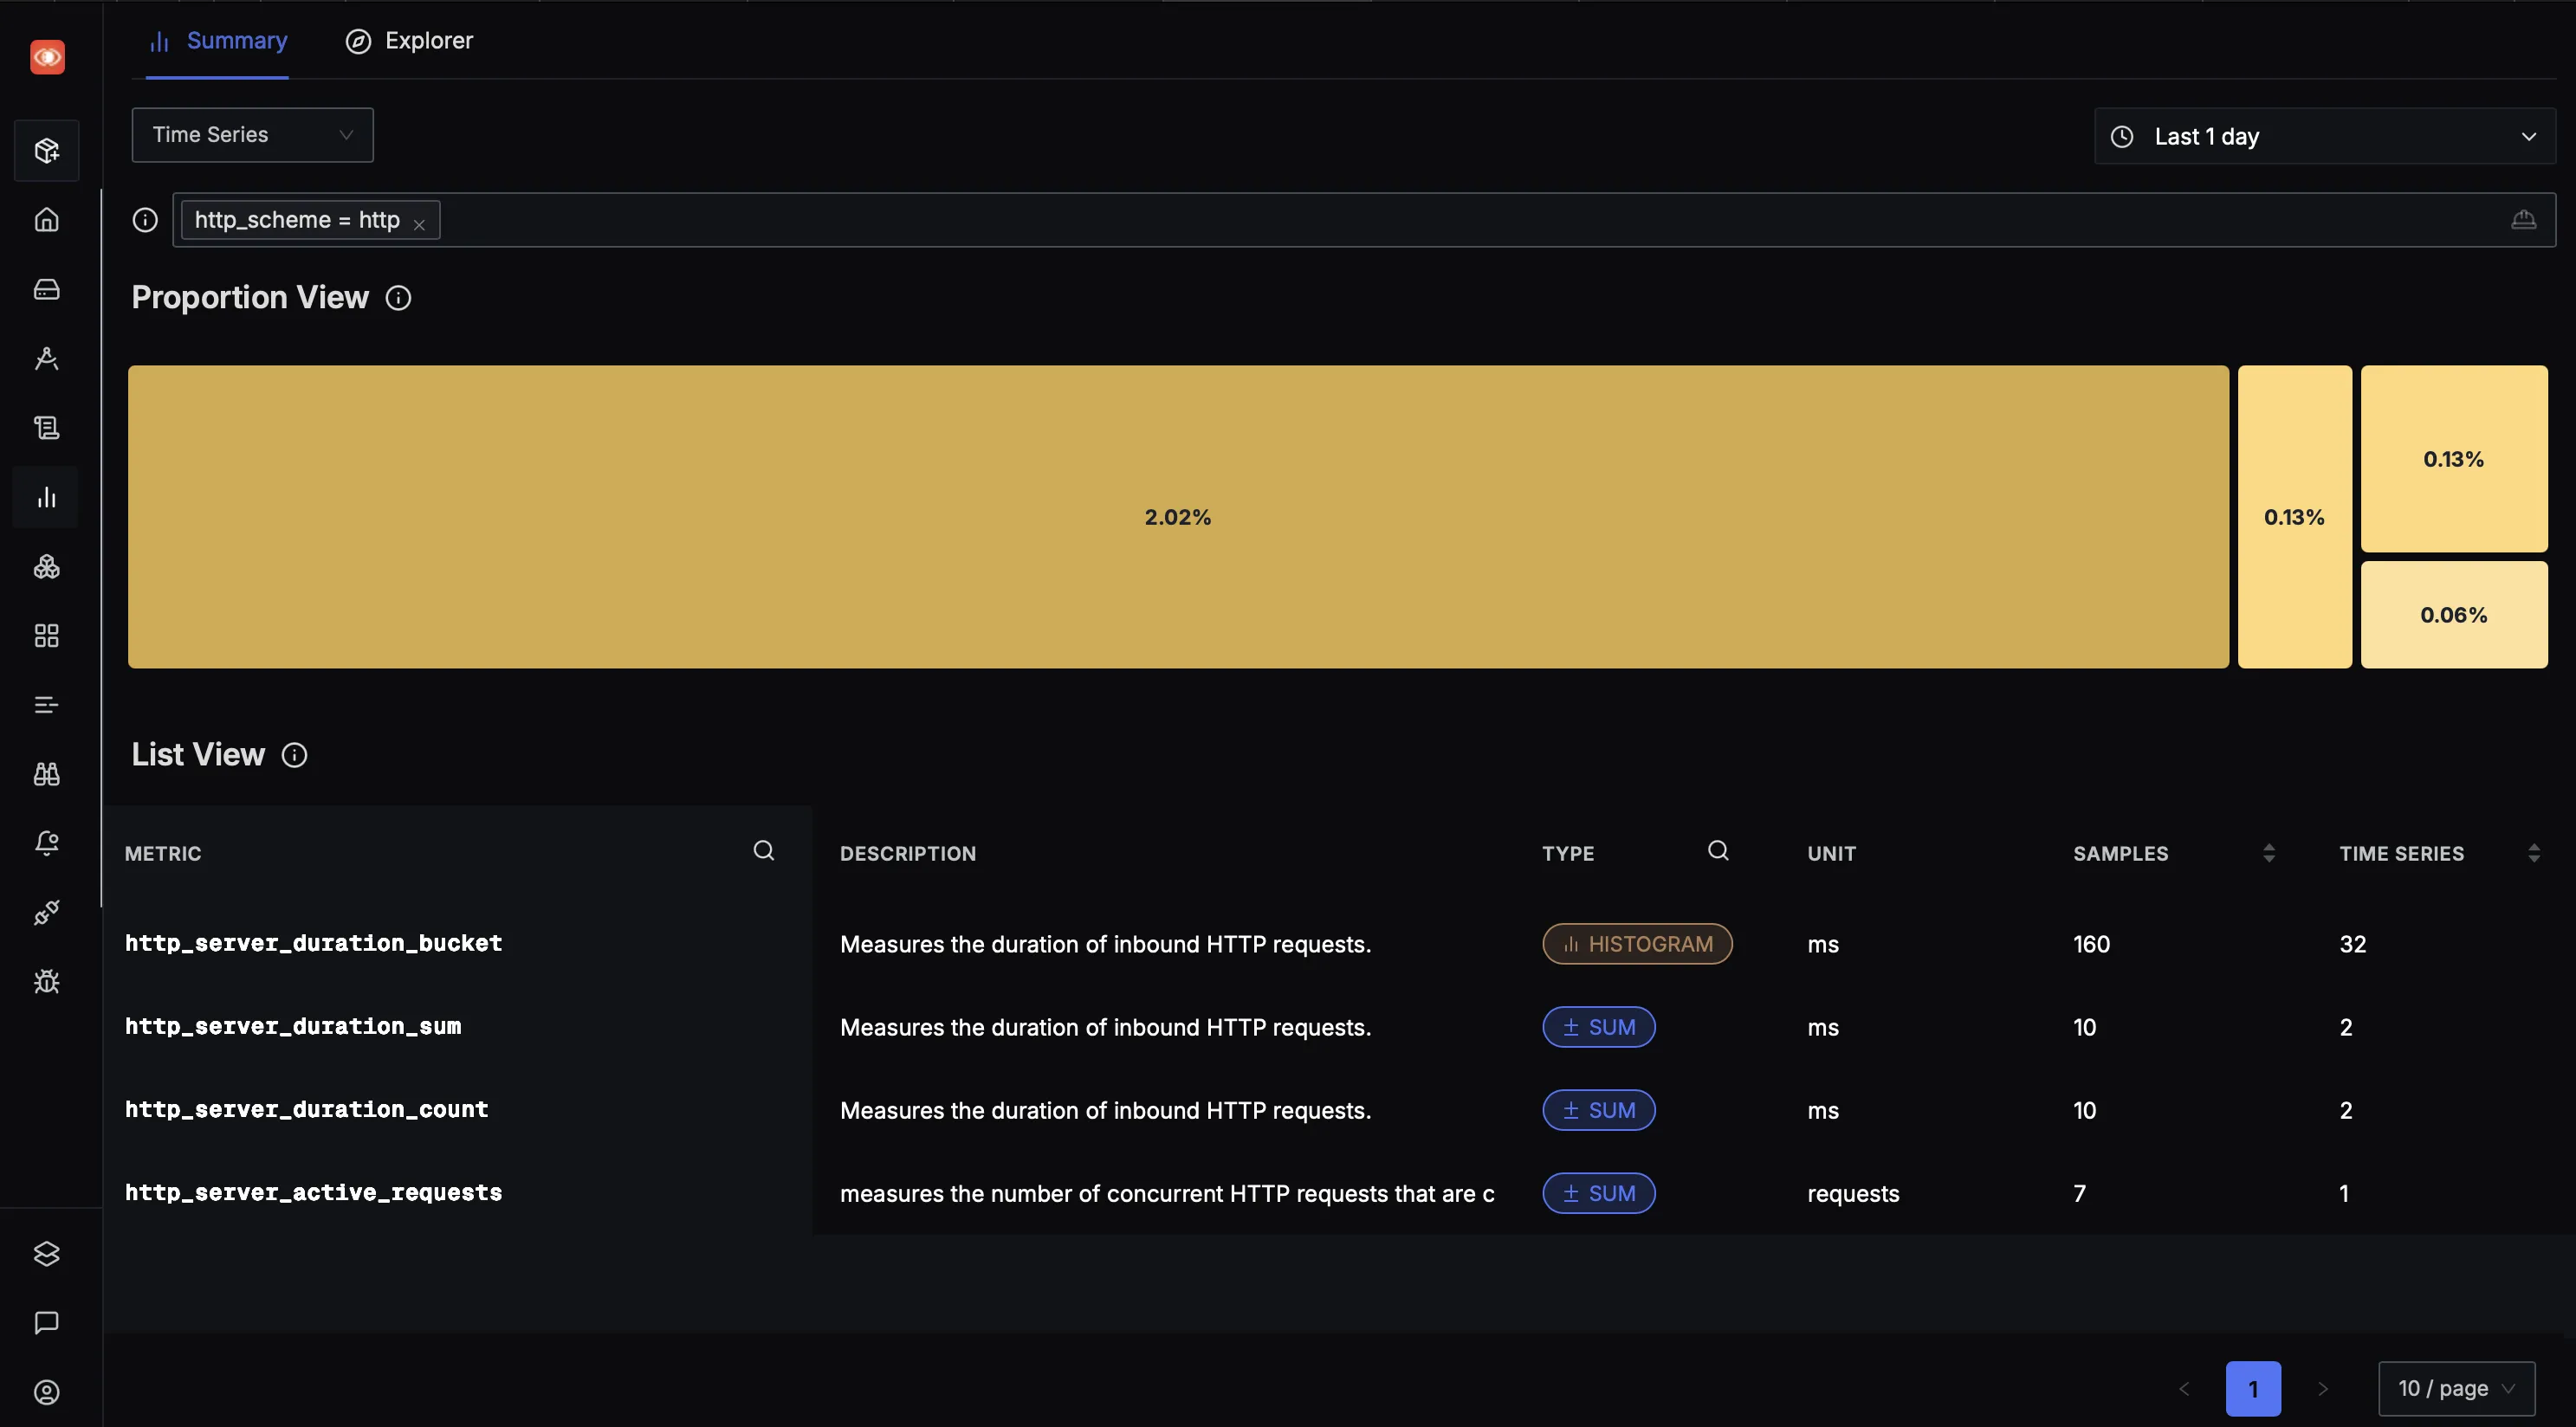 Summary
Explorer
Time Series
Last 1 day
http_scheme = http
Proportion View
2.02%
0.13%
0.13%
0.06%
List View
METRIC DESCRIPTION TYPE UNIT SAMPLES TIME SERIES
http_server_duration_bucket Measures the duration of inbound HTTP requests. HISTOGRAM ms 160 32
http_server_duration_sum Measures the duration of inbound HTTP requests. SUM ms 10 2
http_server_duration_count Measures the duration of inbound HTTP requests. SUM ms 10 2
http_server_active_requests measures the number of concurrent HTTP requests that are c SUM requests 7 1
1
10 / page